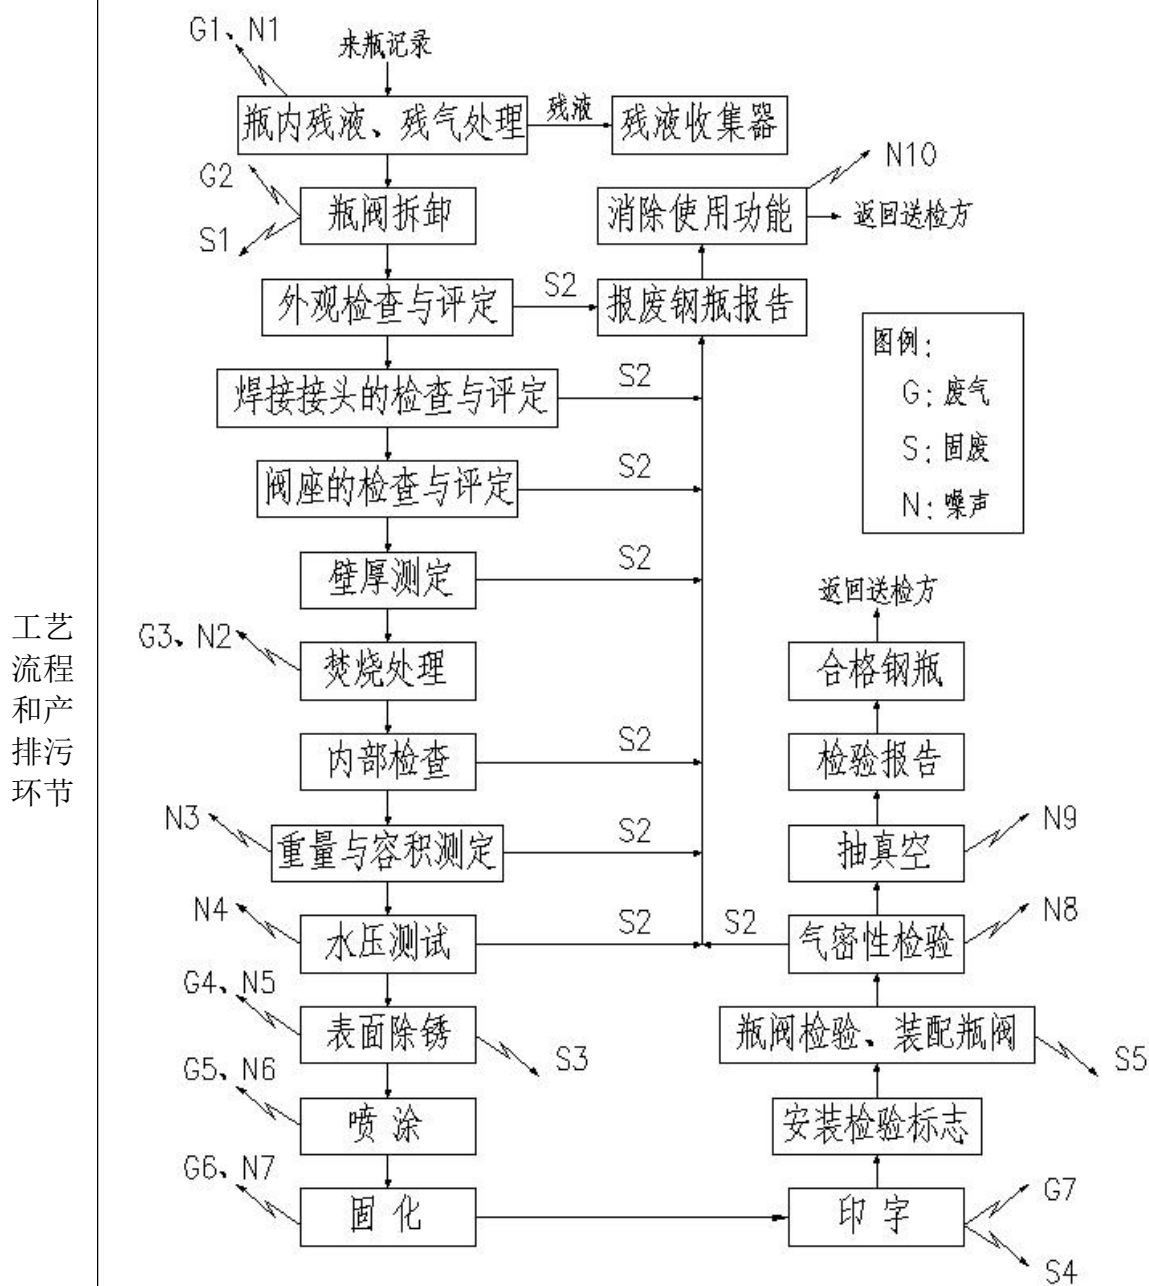 G1、N1
来瓶记录
瓶内残液、残气处理
残液
残液收集器
G2
S1
瓶阀拆卸
消除使用功能
N10
返回送检方
外观检查与评定
S2
报废钢瓶报告
焊接接头的检查与评定
S2
阀座的检查与评定
S2
壁厚测定
S2
G3、N2
焚烧处理
内部检查
S2
N3
重量与容积测定
S2
N4
水压测试
S2
S2
G4、N5
表面除锈
S3
G5、N6
喷涂
G6、N7
固化
印字
G7
S4
安装检验标志
瓶阀检验、装配瓶阀
S5
气密性检验
N8
抽真空
N9
检验报告
合格钢瓶
返回送检方
图例：
G：废气
S：固废
N：噪声
工艺
流程
和产
排污
环节